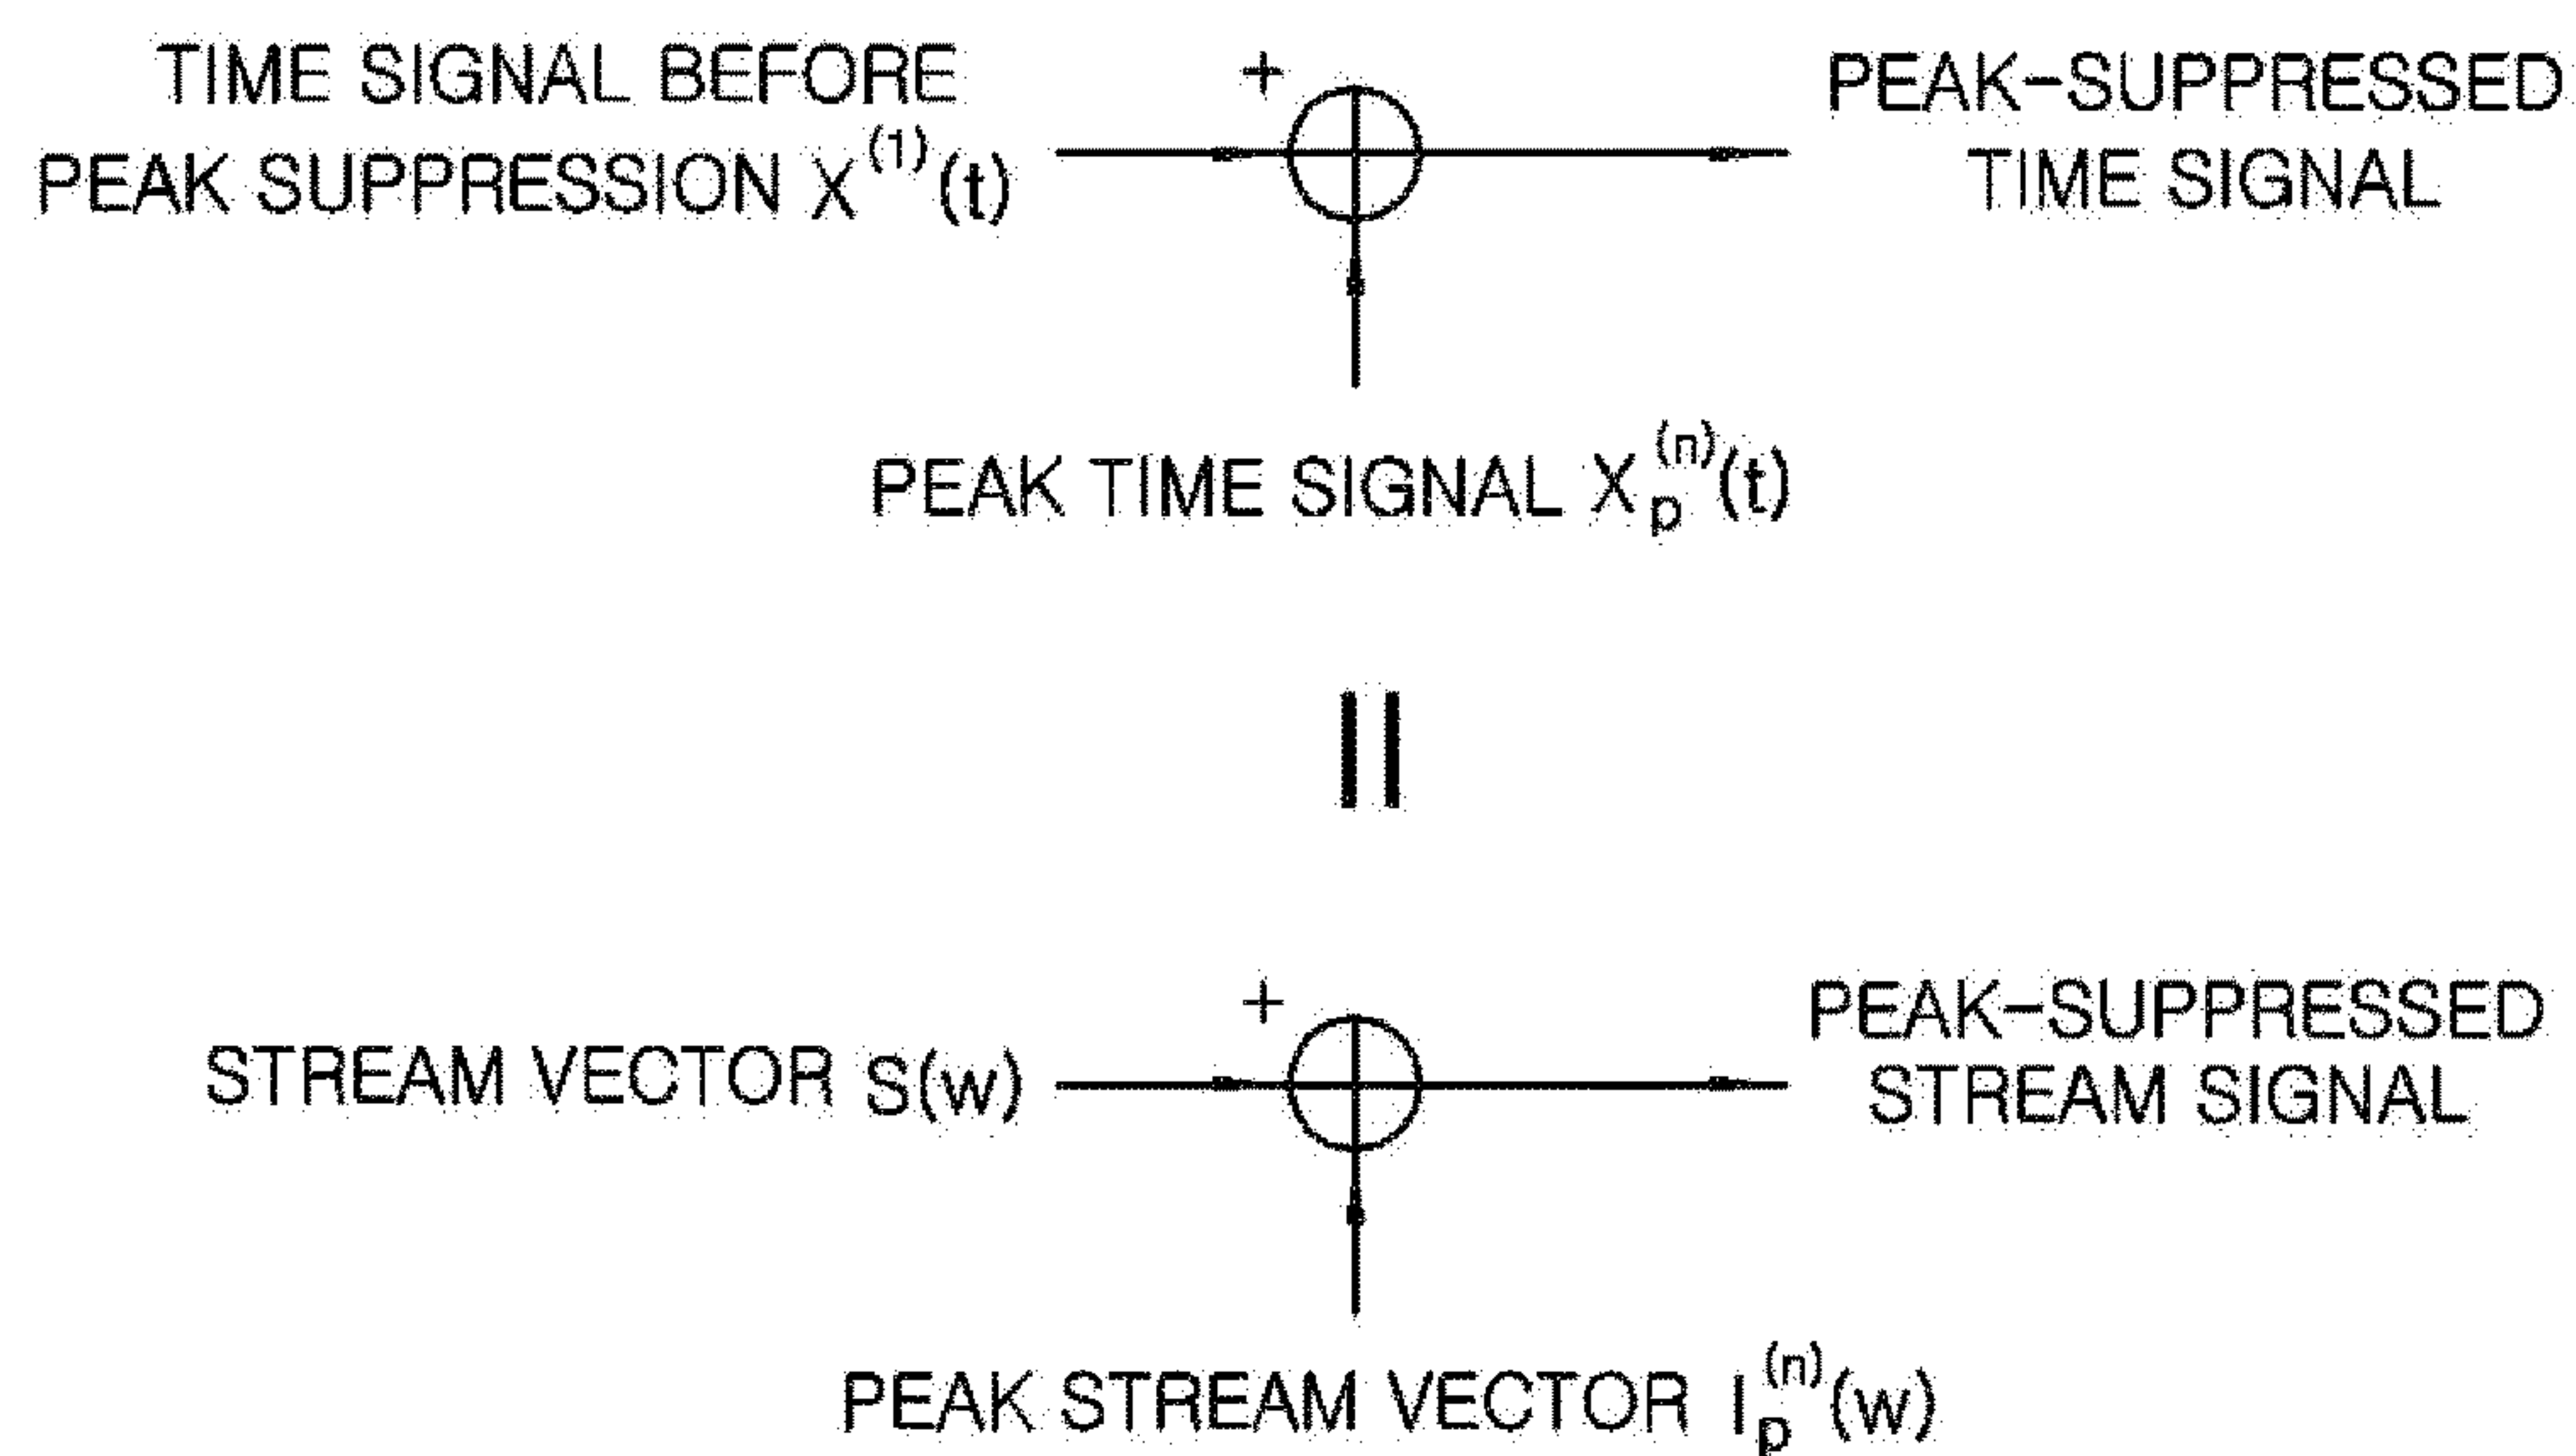 TIME SIGNAL BEFORE
PEAK SUPPRESSION X^(1)(t)
+
PEAK-SUPPRESSED
TIME SIGNAL
PEAK TIME SIGNAL X_p^(n)(t)
||
STREAM VECTOR S(w)
+
PEAK-SUPPRESSED
STREAM SIGNAL
PEAK STREAM VECTOR I_p^(n)(w)